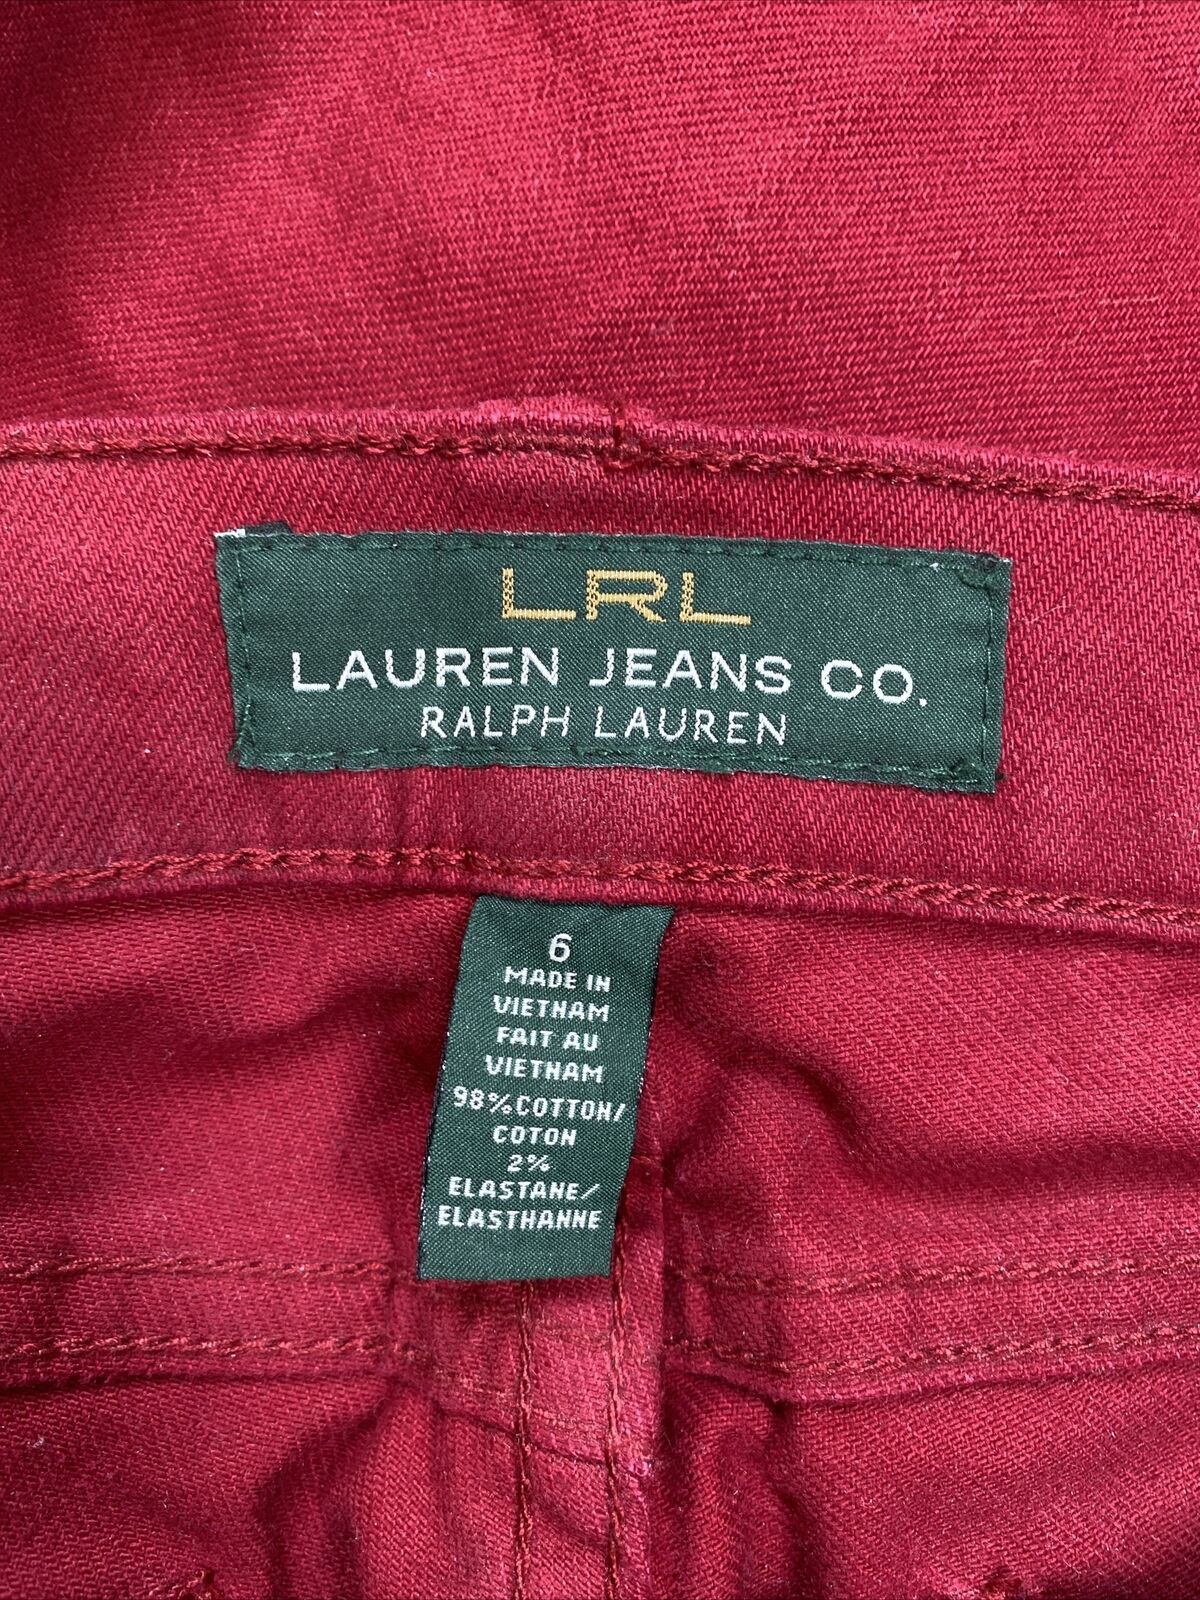 LRL
LAUREN JEANS CO.
RALPH LAUREN
6
MADE IN
VIETNAM
FAIT AU
VIETNAM
98% COTTON/
COTON
2%
ELASTANE/
ELASTHANNE